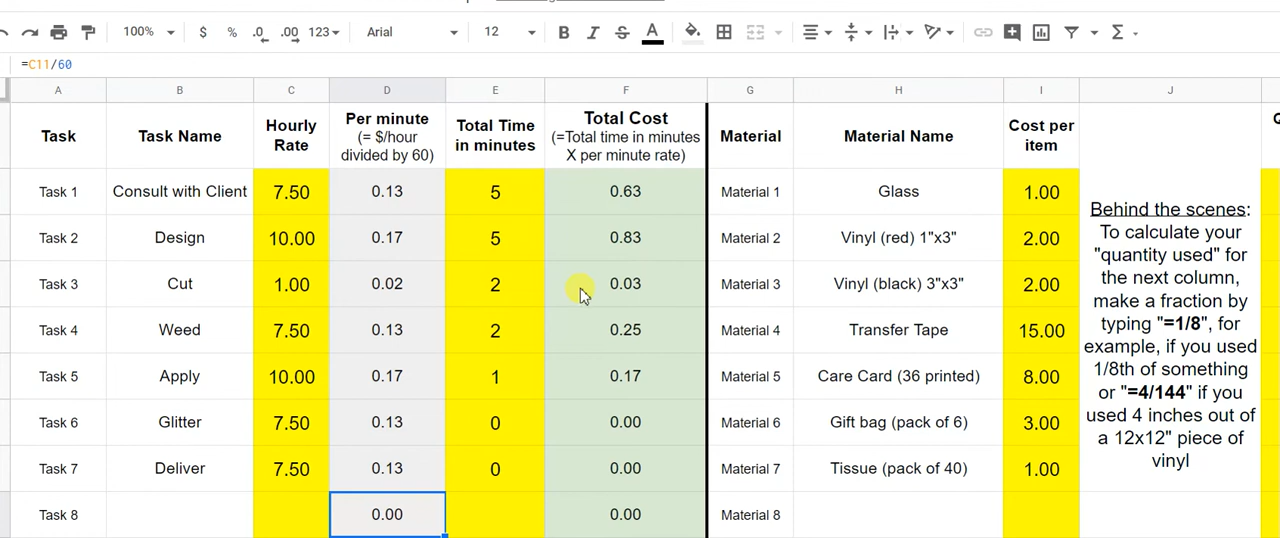 100%
$
%
.0
.00
123
Arial
12
B
I
S
A
=C11/60
A B C D E F G H I J
Task
Task Name
Hourly
Rate
Per minute
(= $/hour
divided by 60)
Total Time
in minutes
Total Cost
(=Total time in minutes
X per minute rate)
Material
Material Name
Cost per
item
Task 1 Consult with Client 7.50 0.13 5 0.63 Material 1 Glass 1.00
Task 2 Design 10.00 0.17 5 0.83 Material 2 Vinyl (red) 1"x3" 2.00
Task 3 Cut 1.00 0.02 2 0.03 Material 3 Vinyl (black) 3"x3" 2.00
Task 4 Weed 7.50 0.13 2 0.25 Material 4 Transfer Tape 15.00
Task 5 Apply 10.00 0.17 1 0.17 Material 5 Care Card (36 printed) 8.00
Task 6 Glitter 7.50 0.13 0 0.00 Material 6 Gift bag (pack of 6) 3.00
Task 7 Deliver 7.50 0.13 0 0.00 Material 7 Tissue (pack of 40) 1.00
Task 8 0.00 0.00 Material 8
Behind the scenes:
To calculate your
"quantity used" for
the next column,
make a fraction by
typing "=1/8", for
example, if you used
1/8th of something
or "=4/144" if you
used 4 inches out of
a 12x12" piece of
vinyl